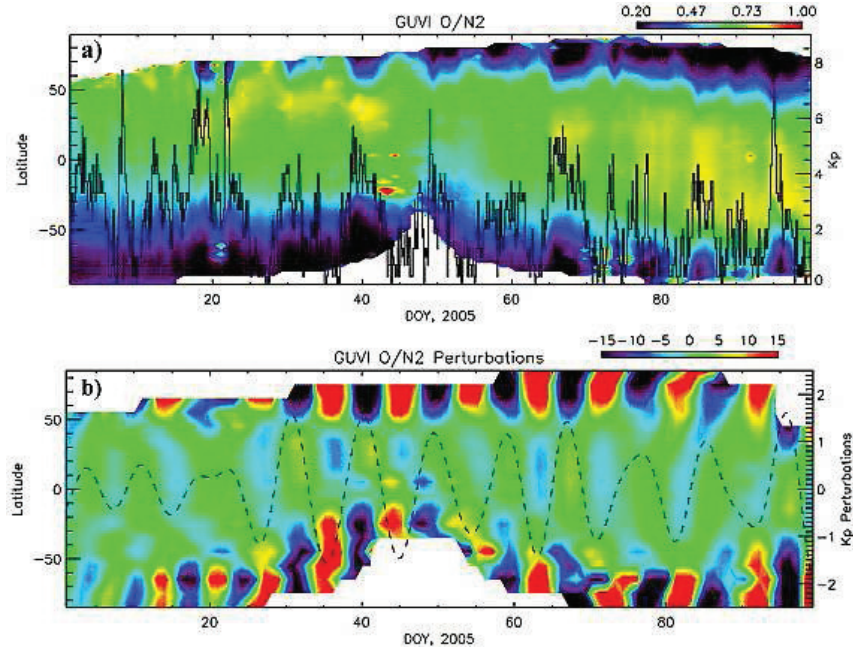 GUVI O/N2
0.20 0.47 0.73 1.00
a)
50
0
-50
Latitude
8
6
4
2
0
Kp
20 40 60 80
DOY, 2005
GUVI O/N2 Perturbations
-15 -10 -5 0 5 10 15
b)
50
0
-50
Latitude
2
1
0
-1
-2
Kp Perturbations
20 40 60 80
DOY, 2005